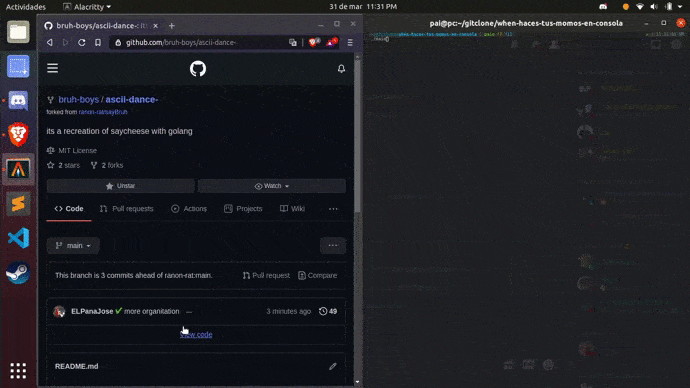 Actividades
Alacritty
31 de mar 11:31 PM
bruh-boys/ascii-dance-
github.com/bruh-boys/ascii-dance-
bruh-boys / ascii-dance-
forked from ranon-rat/sayBruh
its a recreation of saycheese with golang
MIT License
2 stars
2 forks
Unstar
Watch
Code
Pull requests
Actions
Projects
Wiki
main
This branch is 3 commits ahead of ranon-rat:main.
Pull request
Compare
ELPanaJose ✔ more organitation
3 minutes ago
49
View code
README.md
pai@pc:~/gitclone/when-haces-tus-momos-en-consola